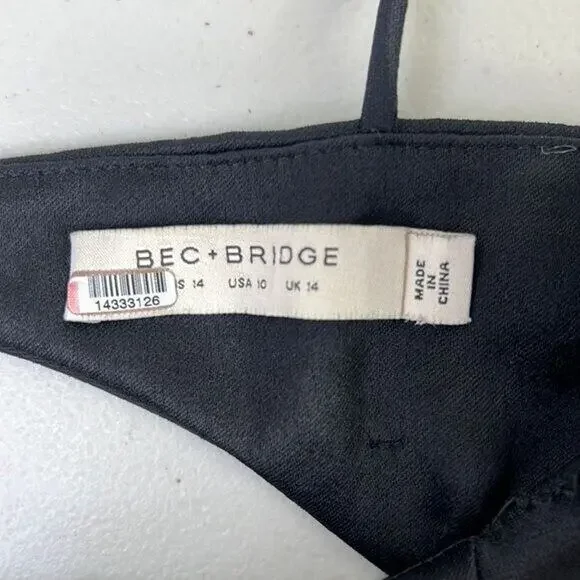 BEC + BRIDGE
S 14 USA 10 UK 14
14333126
MADE
IN
CHINA